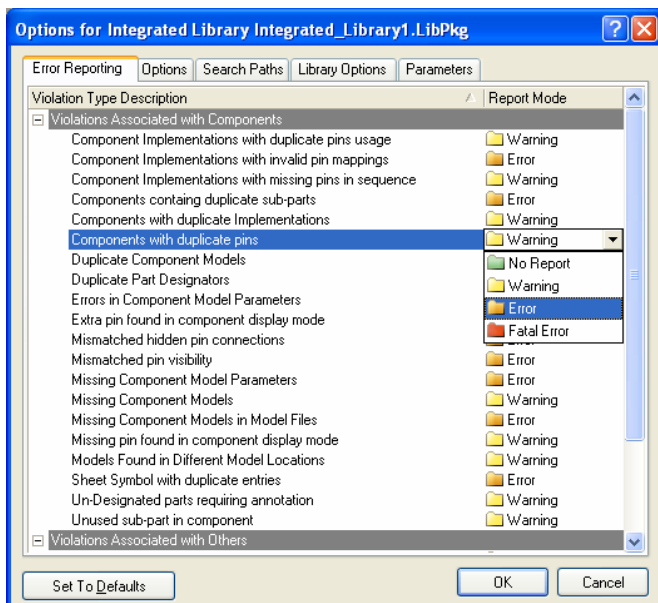 Options for Integrated Library Integrated_Library1.LibPkg
Error Reporting Options Search Paths Library Options Parameters
Violation Type Description Report Mode
Violations Associated with Components
Component Implementations with duplicate pins usage Warning
Component Implementations with invalid pin mappings Error
Component Implementations with missing pins in sequence Warning
Components containg duplicate sub-parts Error
Components with duplicate Implementations Warning
Components with duplicate pins Warning
Duplicate Component Models No Report
Duplicate Part Designators Warning
Errors in Component Model Parameters Error
Extra pin found in component display mode Fatal Error
Mismatched hidden pin connections
Mismatched pin visibility Error
Missing Component Model Parameters Error
Missing Component Models Warning
Missing Component Models in Model Files Error
Missing pin found in component display mode Warning
Models Found in Different Model Locations Warning
Sheet Symbol with duplicate entries Error
Un-Designated parts requiring annotation Warning
Unused sub-part in component Warning
Violations Associated with Others
Set To Defaults OK Cancel